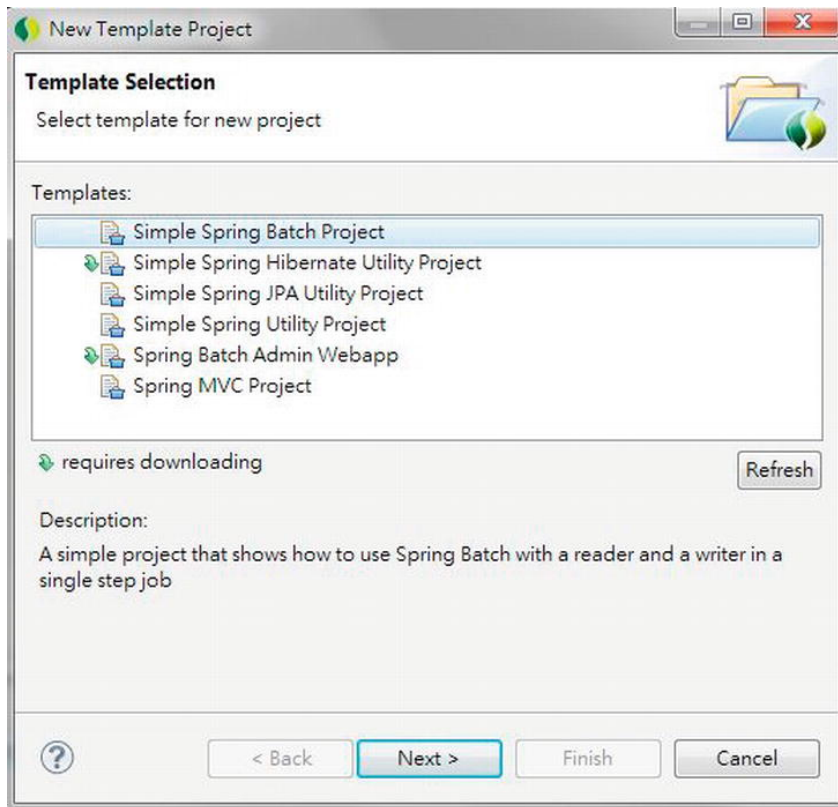 New Template Project
Template Selection
Select template for new project
Templates:
Simple Spring Batch Project
Simple Spring Hibernate Utility Project
Simple Spring JPA Utility Project
Simple Spring Utility Project
Spring Batch Admin Webapp
Spring MVC Project
requires downloading
Refresh
Description:
A simple project that shows how to use Spring Batch with a reader and a writer in a
single step job
? < Back Next > Finish Cancel